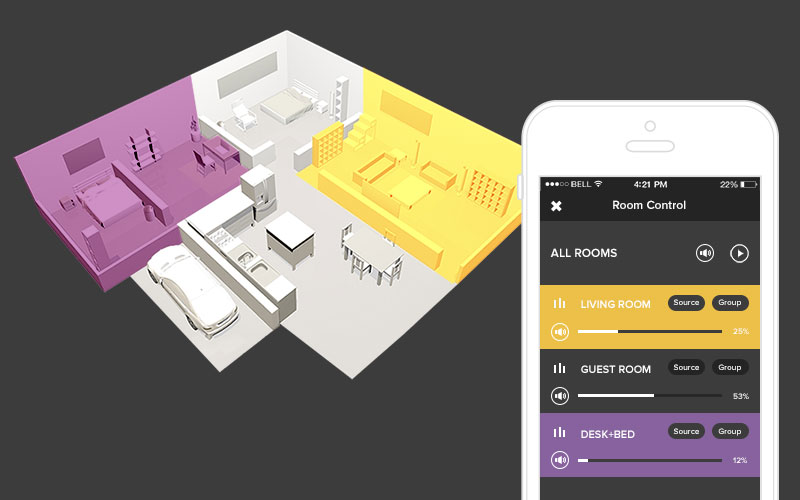 BELL 4:21 PM 22%
Room Control
ALL ROOMS
LIVING ROOM Source Group
25%
GUEST ROOM Source Group
53%
DESK+BED Source Group
12%